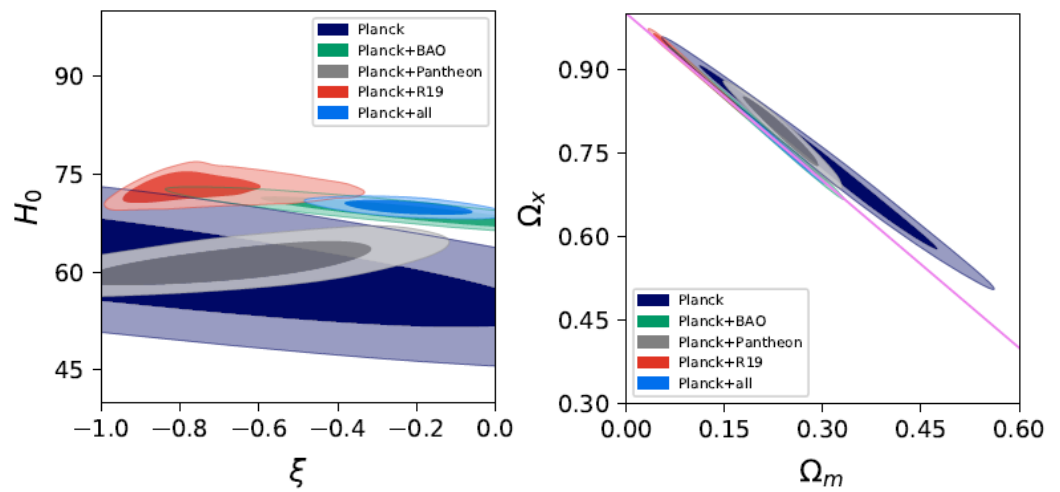 Planck
Planck+BAO
Planck+Pantheon
Planck+R19
Planck+all
90
75
60
45
H₀
−1.0 −0.8 −0.6 −0.4 −0.2 0.0
ξ
0.90
0.75
0.60
0.45
0.30
Ωₓ
Planck
Planck+BAO
Planck+Pantheon
Planck+R19
Planck+all
0.00 0.15 0.30 0.45 0.60
Ωₘ